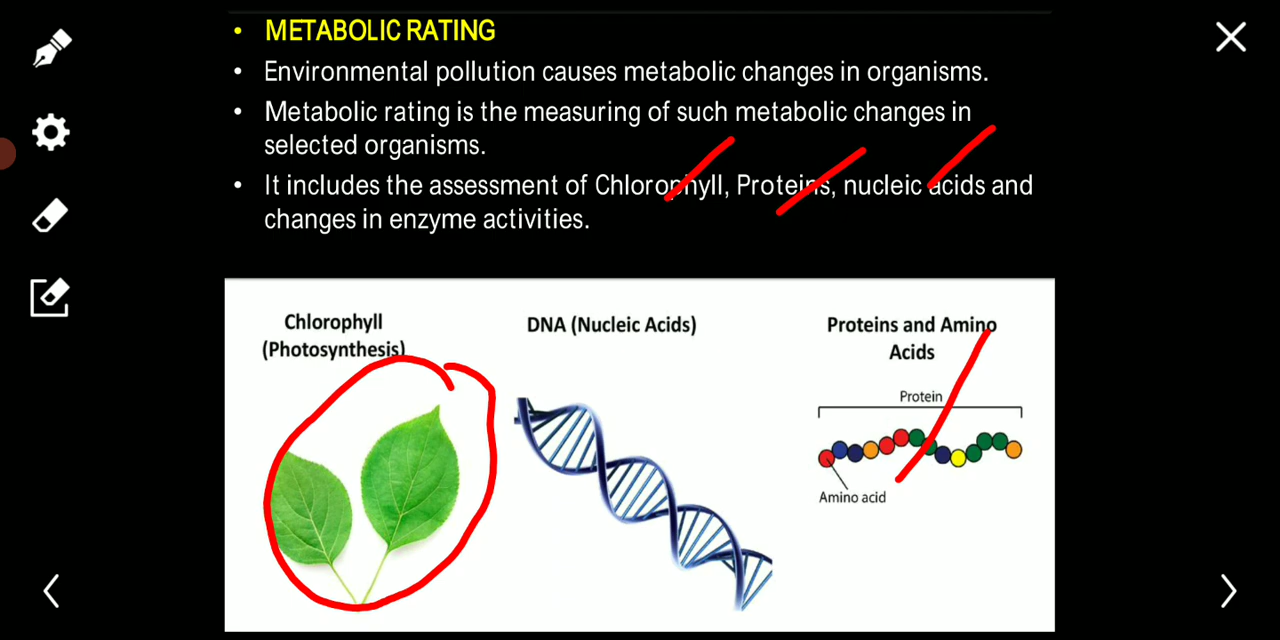 • METABOLIC RATING
• Environmental pollution causes metabolic changes in organisms.
• Metabolic rating is the measuring of such metabolic changes in
selected organisms.
• It includes the assessment of Chlorophyll, Proteins, nucleic acids and
changes in enzyme activities.
Chlorophyll
(Photosynthesis)
DNA (Nucleic Acids)
Proteins and Amino
Acids
Protein
Amino acid